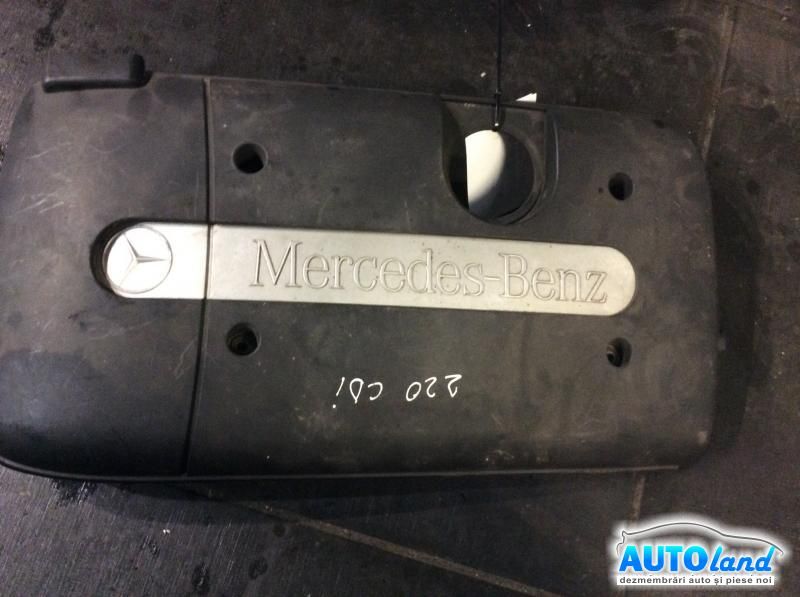 Mercedes-Benz
220 CDi
AUTOland
dezmembrări auto și piese noi